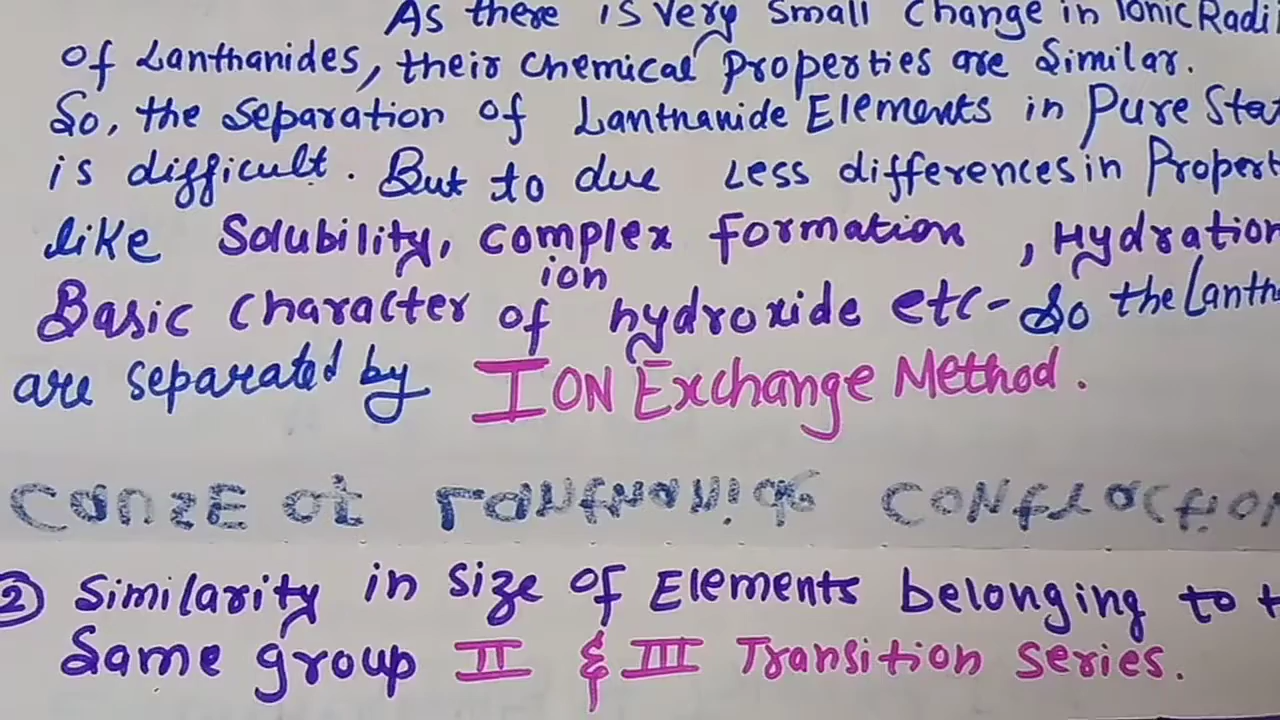 As there is very small change in Ionic Radii
of Lanthanides, their chemical properties are similar.
So, the separation of Lanthanide Elements in Pure Stat
is difficult. But to due Less differences in Propert
like Solubility, complex formation, Hydration
ion
Basic character of hydroxide etc- So the Lanth
are separated by ION Exchange Method.
② Similarity in size of Elements belonging to t
Same group II & III Transition Series.